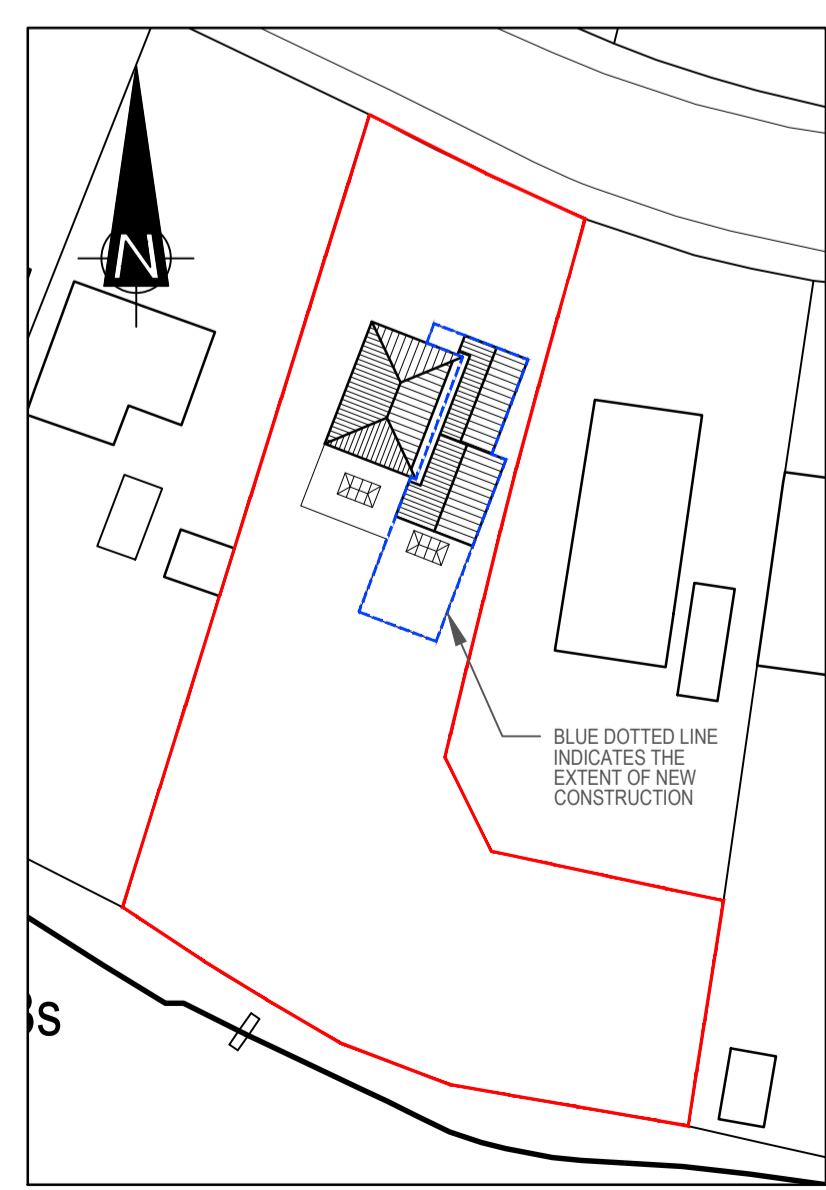 N
BLUE DOTTED LINE
INDICATES THE
EXTENT OF NEW
CONSTRUCTION
s